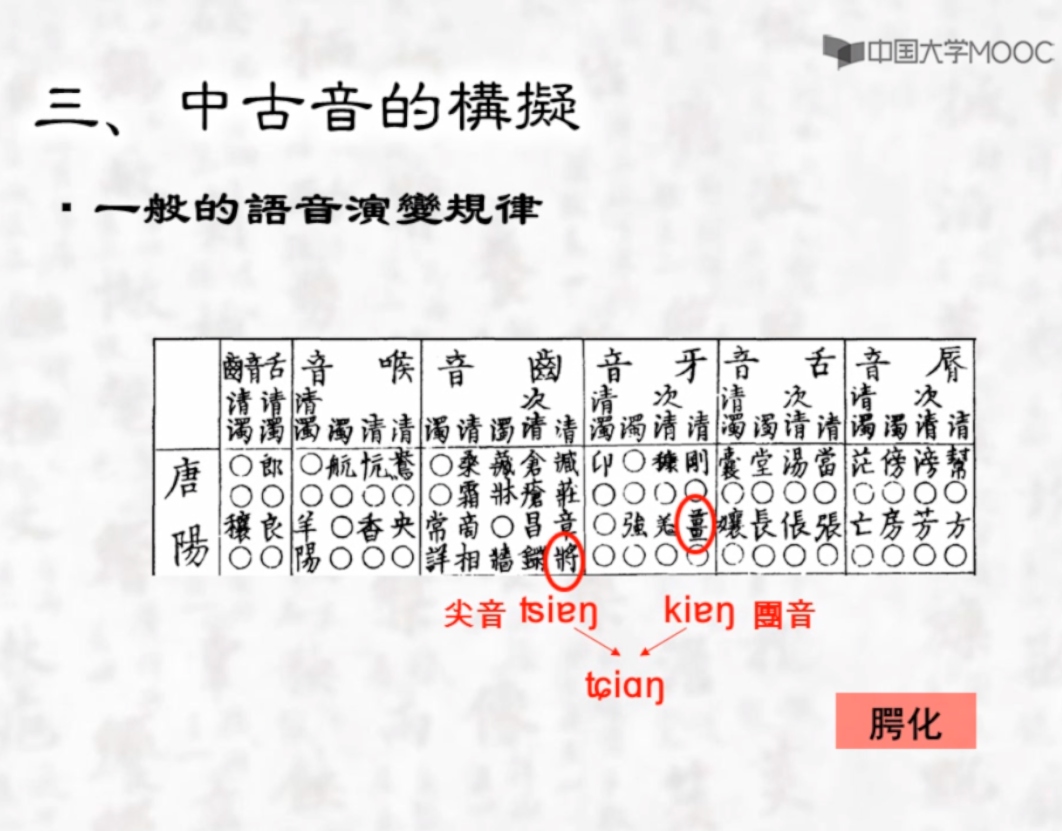 中国大学MOOC
三、中古音的構擬
▪ 一般的語音演變規律
齒音舌 音 喉 音 齒 音 牙 音 舌 音 脣
清 清 清 次 清 次 清 次 清 次
濁 濁 濁 濁 清 清 濁 清 濁 清 清 濁 濁 清 清 濁 濁 清 清 濁 濁 清 清
唐 ○ 郎 ○ 航 忼 鴦 ○ 桑 藏 倉 臧 卬 ○ 穅 剛 囊 堂 湯 當 茫 傍 滂 幫
○ ○ ○ ○ ○ ○ ○ 霜 牀 瘡 莊 ○ ○ ○ ○ ○ ○ ○ ○ ○ ○ ○ ○
陽 穰 良 羊 ○ 香 央 常 商 ○ 昌 章 ○ 強 羌 薑 孃 長 倀 張 亡 房 芳 方
○ ○ 陽 ○ ○ ○ 詳 相 牆 鏘 將 ○ ○ ○ ○ ○ ○ ○ ○ ○ ○ ○ ○
尖音 ʦiɐŋ kiɐŋ 團音
ʨiɑŋ
腭化